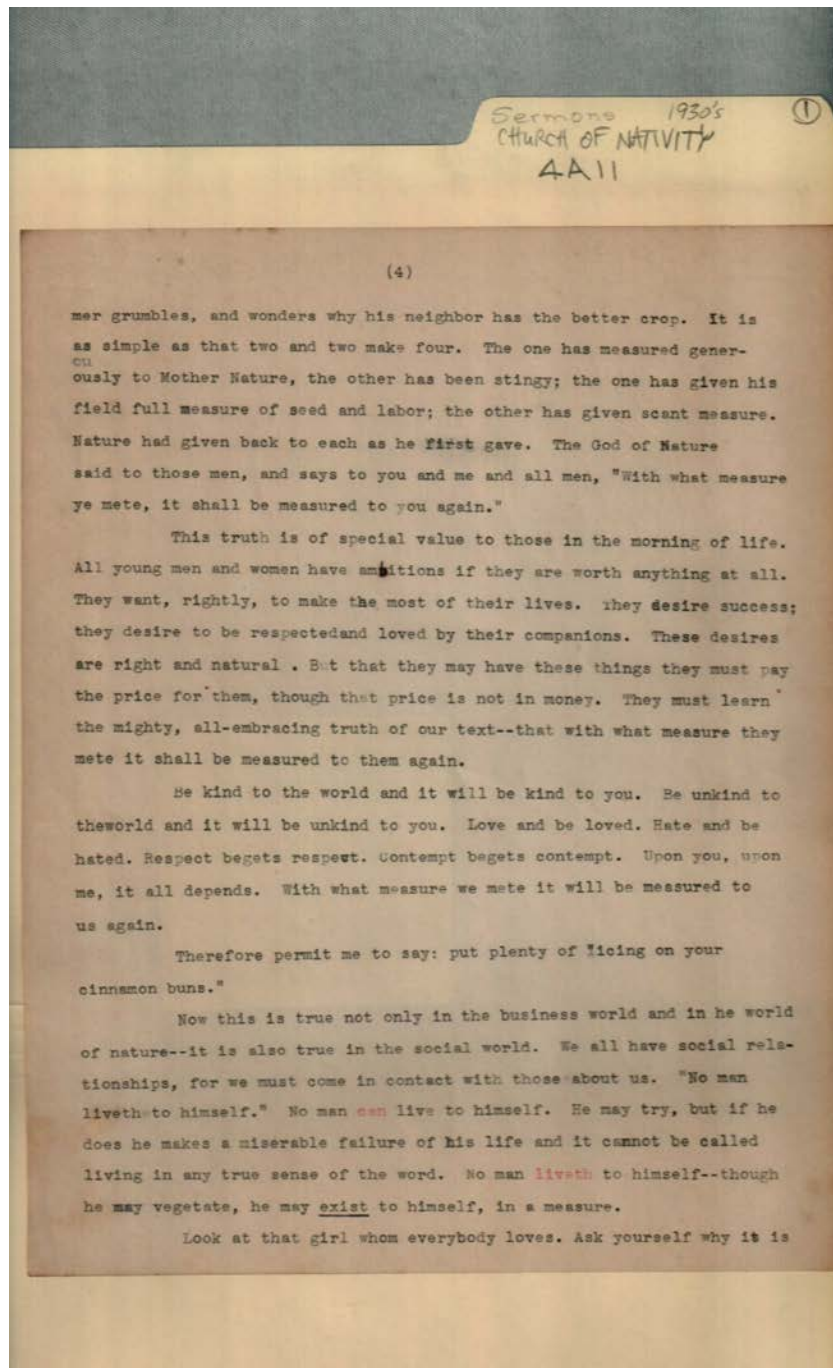 Sermons 1930's ①
CHURCH OF NATIVITY
4A11
(4)
mer grumbles, and wonders why his neighbor has the better crop. It is
as simple as that two and two make four. The one has measured gener-
ou
ously to Mother Nature, the other has been stingy; the one has given his
field full measure of seed and labor; the other has given scant measure.
Nature had given back to each as he first gave. The God of Nature
said to those men, and says to you and me and all men, "With what measure
ye mete, it shall be measured to you again."
This truth is of special value to those in the morning of life.
All young men and women have ambitions if they are worth anything at all.
They want, rightly, to make the most of their lives. They desire success;
they desire to be respectedand loved by their companions. These desires
are right and natural . But that they may have these things they must pay
the price for them, though that price is not in money. They must learn
the mighty, all-embracing truth of our text--that with what measure they
mete it shall be measured to them again.
Be kind to the world and it will be kind to you. Be unkind to
theworld and it will be unkind to you. Love and be loved. Hate and be
hated. Respect begets respect. Contempt begets contempt. Upon you, upon
me, it all depends. With what measure we mete it will be measured to
us again.
Therefore permit me to say: put plenty of "icing on your
cinnamon buns."
Now this is true not only in the business world and in he world
of nature--it is also true in the social world. We all have social rela-
tionships, for we must come in contact with those about us. "No man
liveth to himself." No man can live to himself. He may try, but if he
does he makes a miserable failure of his life and it cannot be called
living in any true sense of the word. No man liveth to himself--though
he may vegetate, he may exist to himself, in a measure.
Look at that girl whom everybody loves. Ask yourself why it is